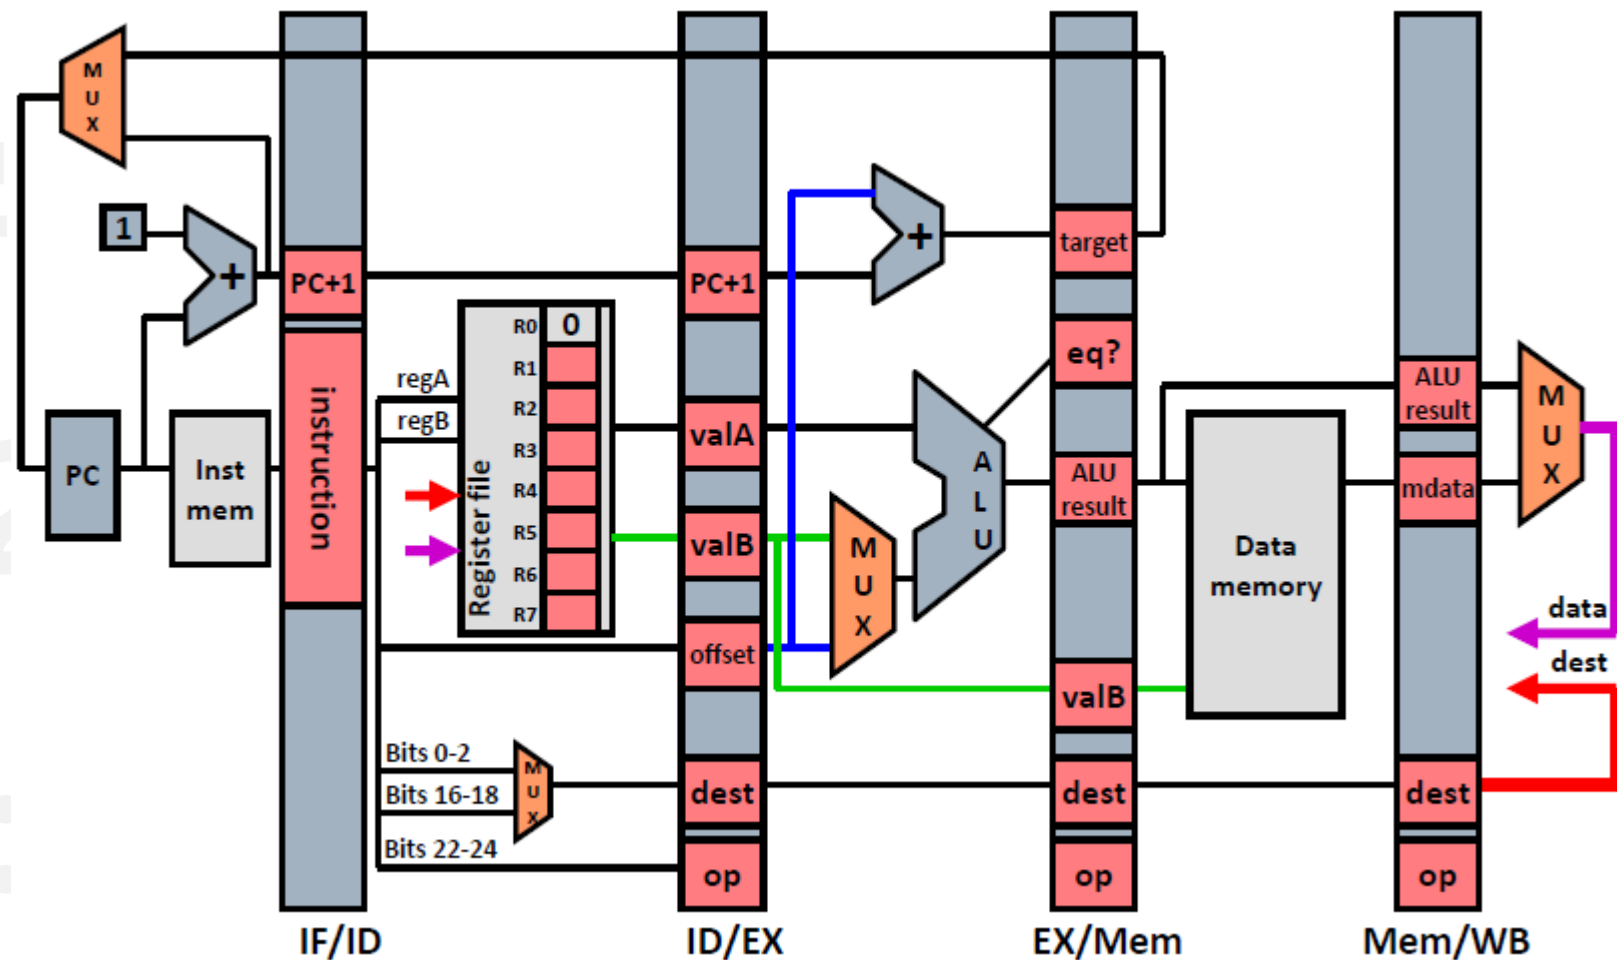 M
U
X
1
+
PC+1
PC
Inst
mem
instruction
IF/ID
regA
regB
Register file
R0
0
R1
R2
R3
R4
R5
R6
R7
Bits 0-2
Bits 16-18
Bits 22-24
M
U
X
PC+1
valA
valB
offset
dest
op
ID/EX
+
M
U
X
A
L
U
target
eq?
ALU
result
valB
dest
op
EX/Mem
Data
memory
ALU
result
mdata
dest
op
Mem/WB
M
U
X
data
dest